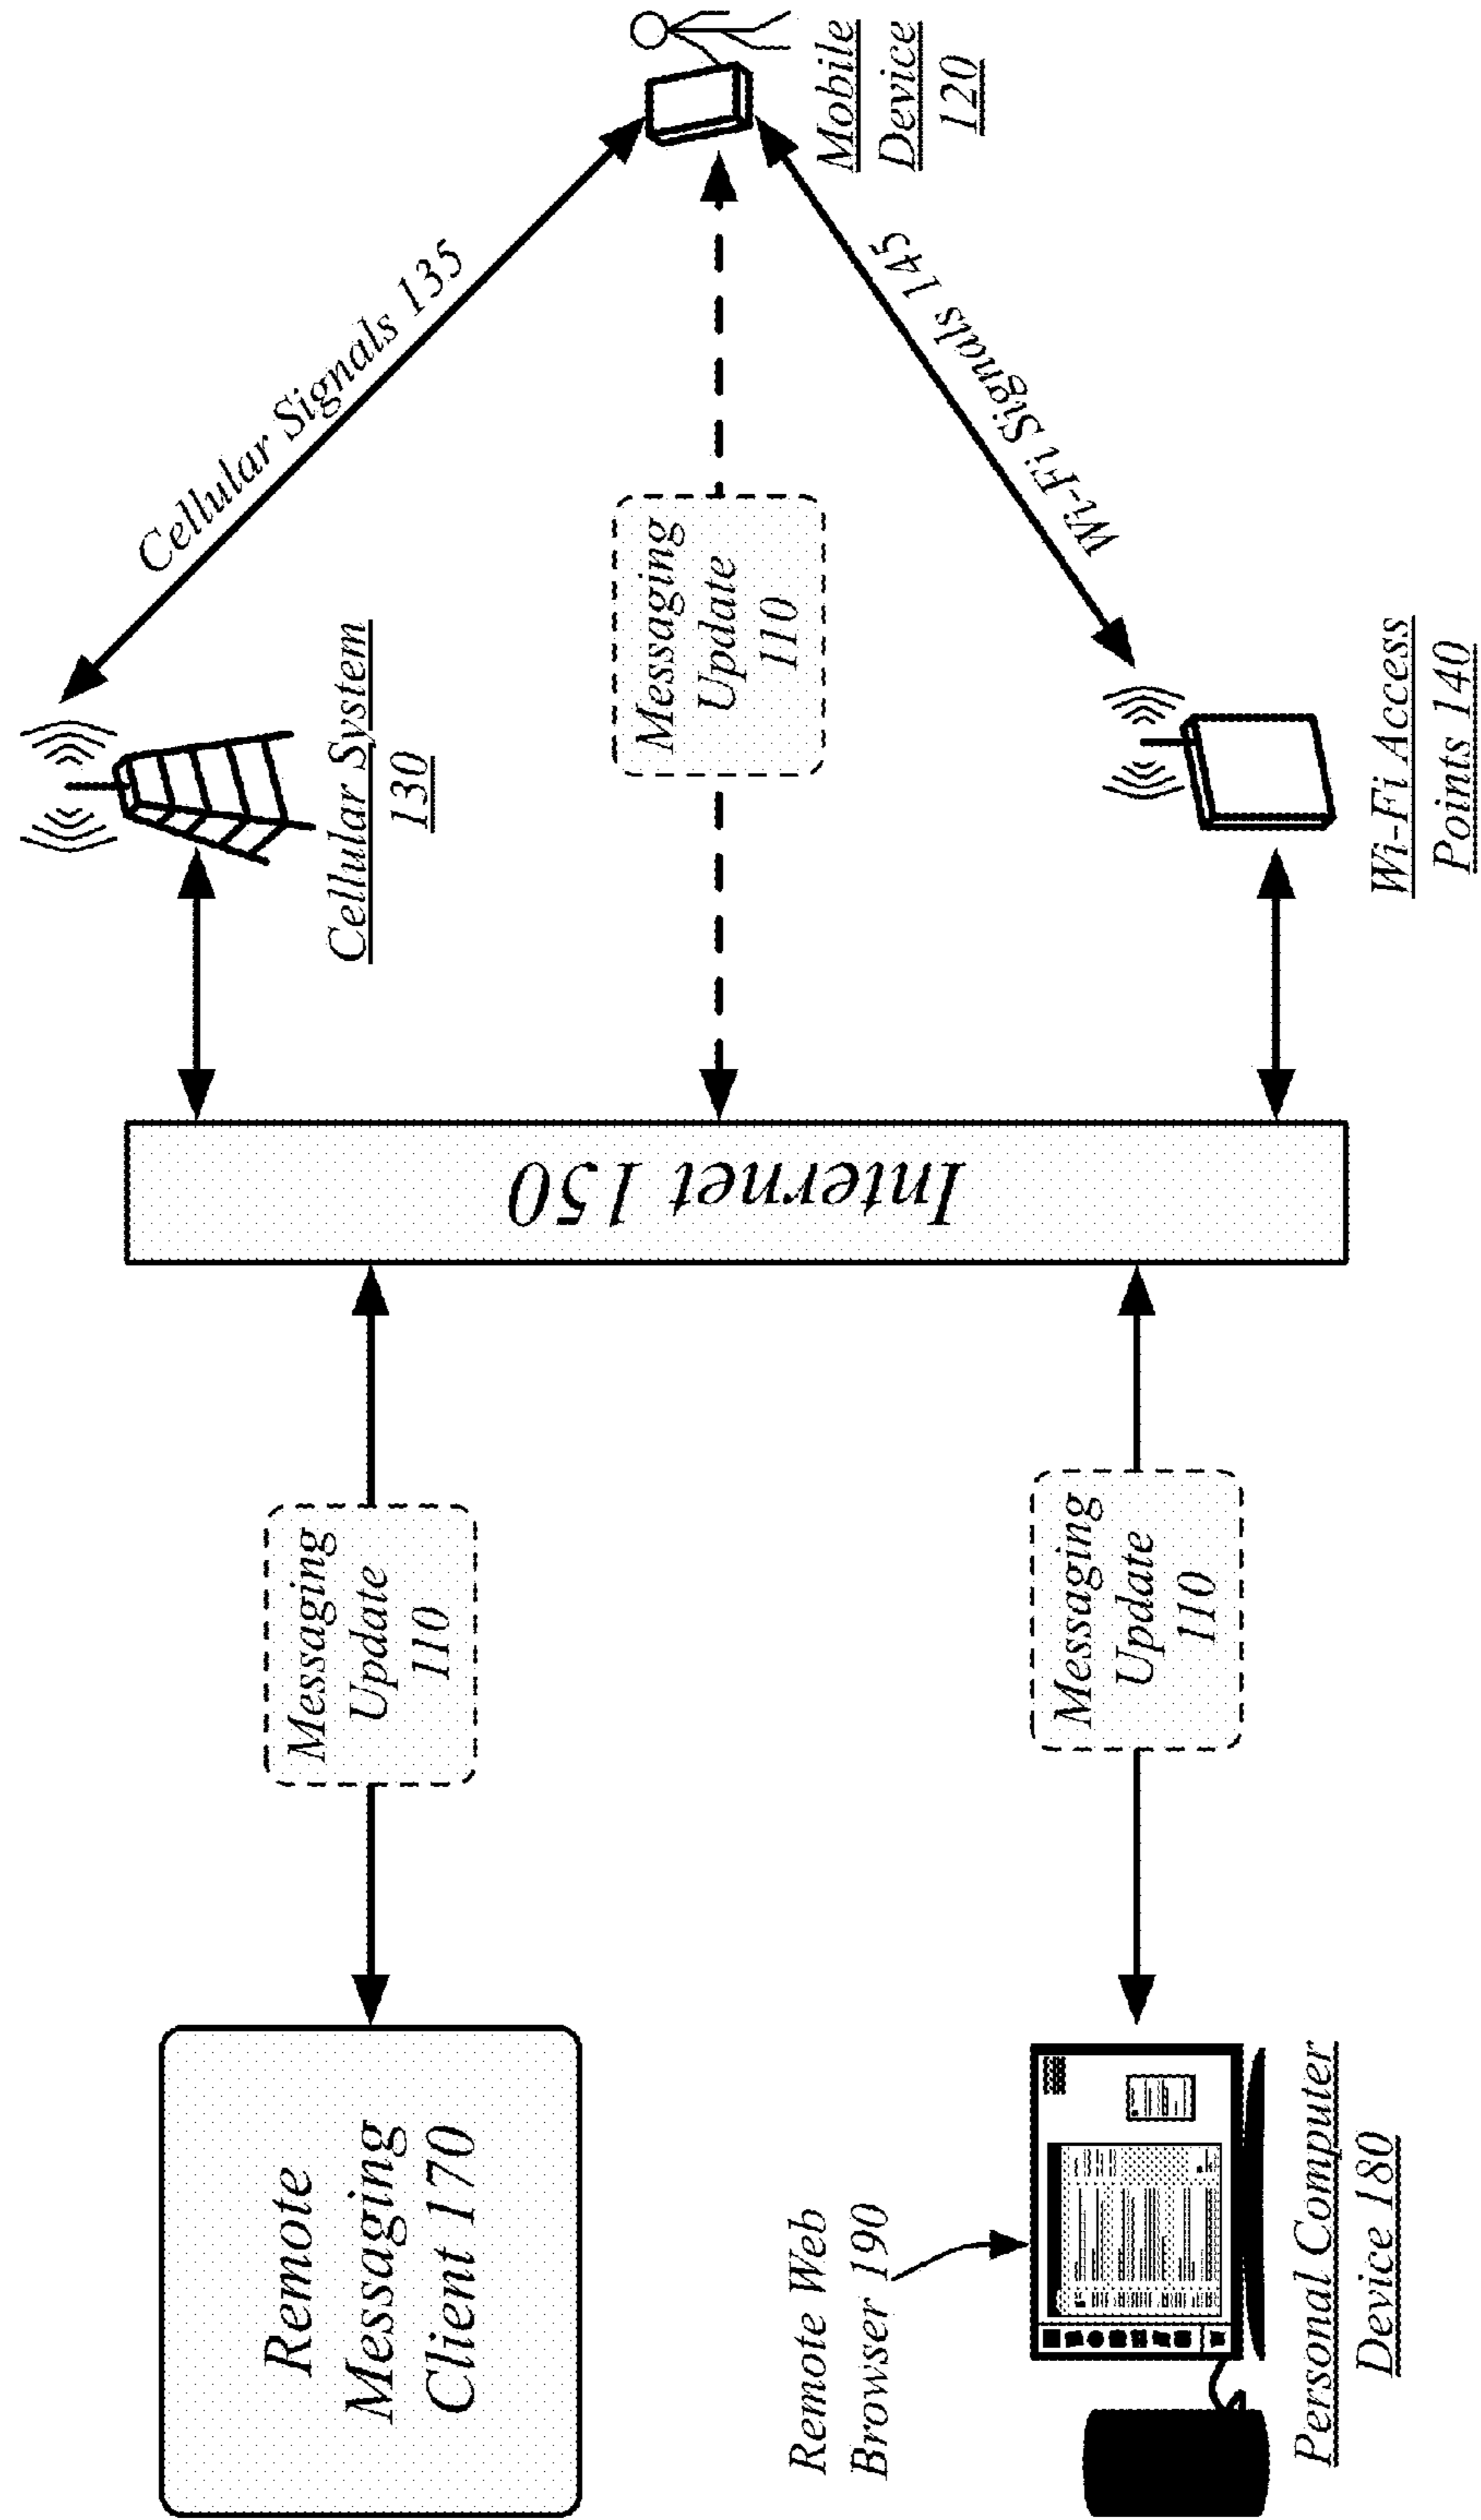 Remote
Messaging
Client 170
Messaging
Update
110
Internet 150
Cellular System
130
Cellular Signals 135
Messaging
Update
110
Mobile
Device
120
Wi-Fi Signals 145
Wi-Fi Access
Points 140
Remote Web
Browser 190
Messaging
Update
110
Personal Computer
Device 180